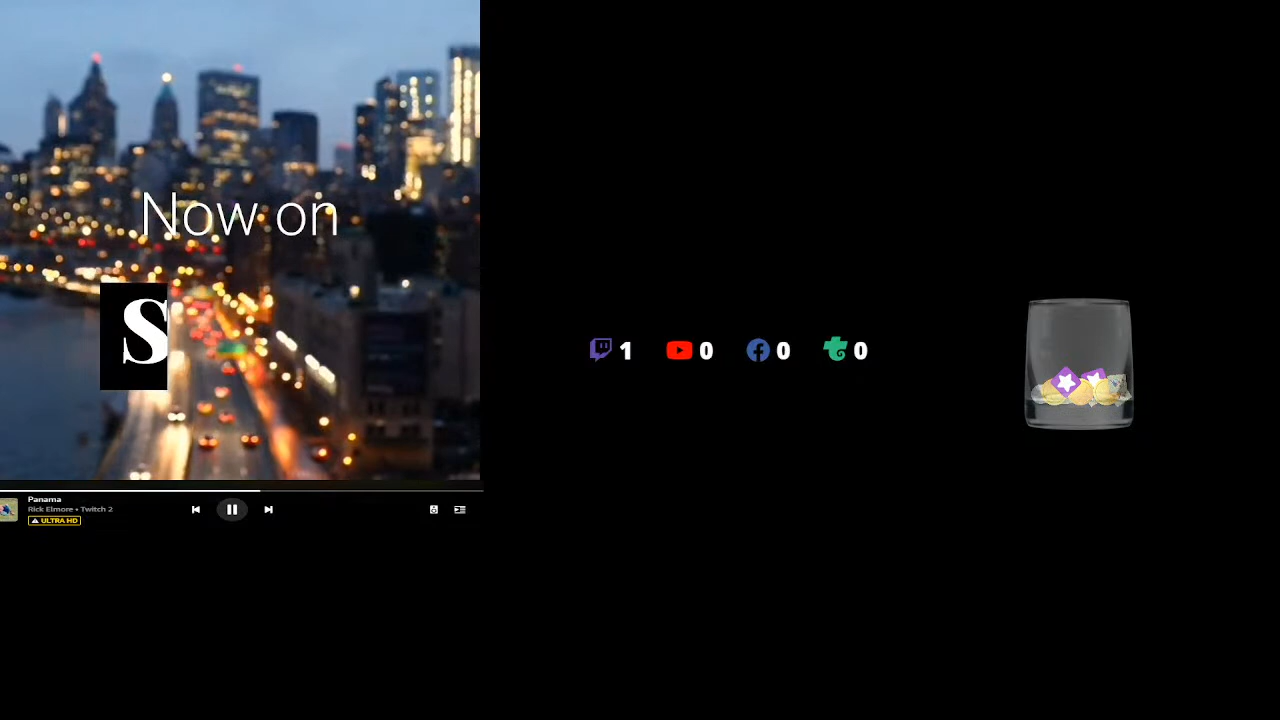 Now on
S
1 0 0 0
Panama
Rick Elmore • Twitch 2
ULTRA HD